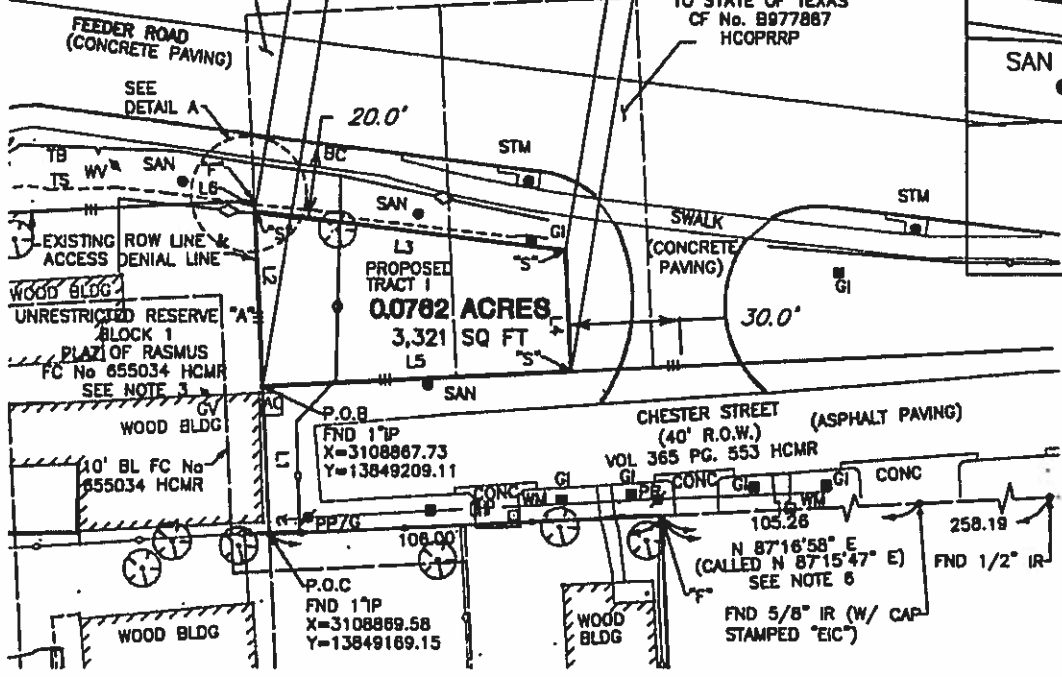 TO STATE OF TEXAS
CF No. B977867
HCOPRRP
FEEDER ROAD
(CONCRETE PAVING)
SAN
SEE
DETAIL A
20.0'
TB
WV
SAN
F
BC
STM
TS
L6
SAN
STM
"S"
SWALK
(CONCRETE
PAVING)
GI
EXISTING ROW LINE &
ACCESS DENIAL LINE
L2
L3
"S"
PROPOSED
TRACT 1
GI
WOOD BLDG
0.0762 ACRES
3,321 SQ FT
L4
30.0'
UNRESTRICTED RESERVE "A"
BLOCK 1
PLAT OF RASMUS
FC No 655034 HCMR
SEE NOTE 3
L5
"S"
SAN
GV
AC
WOOD BLDG
P.O.B
FND 1"IP
X=3108867.73
Y=13849209.11
CHESTER STREET
(ASPHALT PAVING)
(40' R.O.W.)
VOL 365 PG. 553 HCMR
10' BL FC No
655034 HCMR
L1
CONC
WM
GI
GI
PB
CONC
GI
GI
WM
CONC
PP/G
106.00
105.26
258.19
N 87°16'58" E
(CALLED N 87°15'47" E)
SEE NOTE 6
FND 1/2" IR
P.O.C
FND 1"IP
X=3108869.58
Y=13849169.15
"F"
FND 5/8" IR (W/ CAP
STAMPED "EIC")
WOOD BLDG
WOOD
BLDG